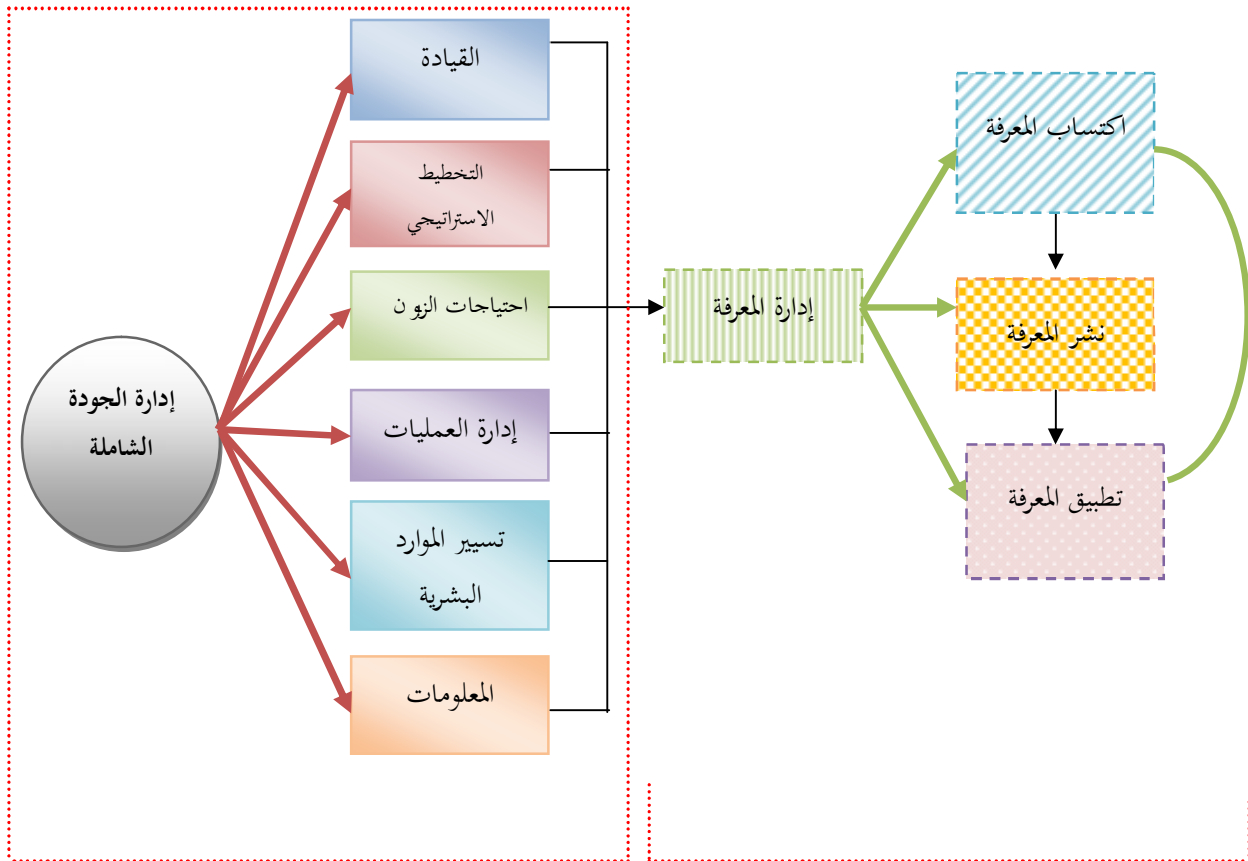 القيادة
التخطيط
الاستراتيجي
احتياجات الزون
إدارة العمليات
تسيير الموارد
البشرية
المعلومات
إدارة الجودة
الشاملة
إدارة المعرفة
اكتساب المعرفة
نشر المعرفة
تطبيق المعرفة